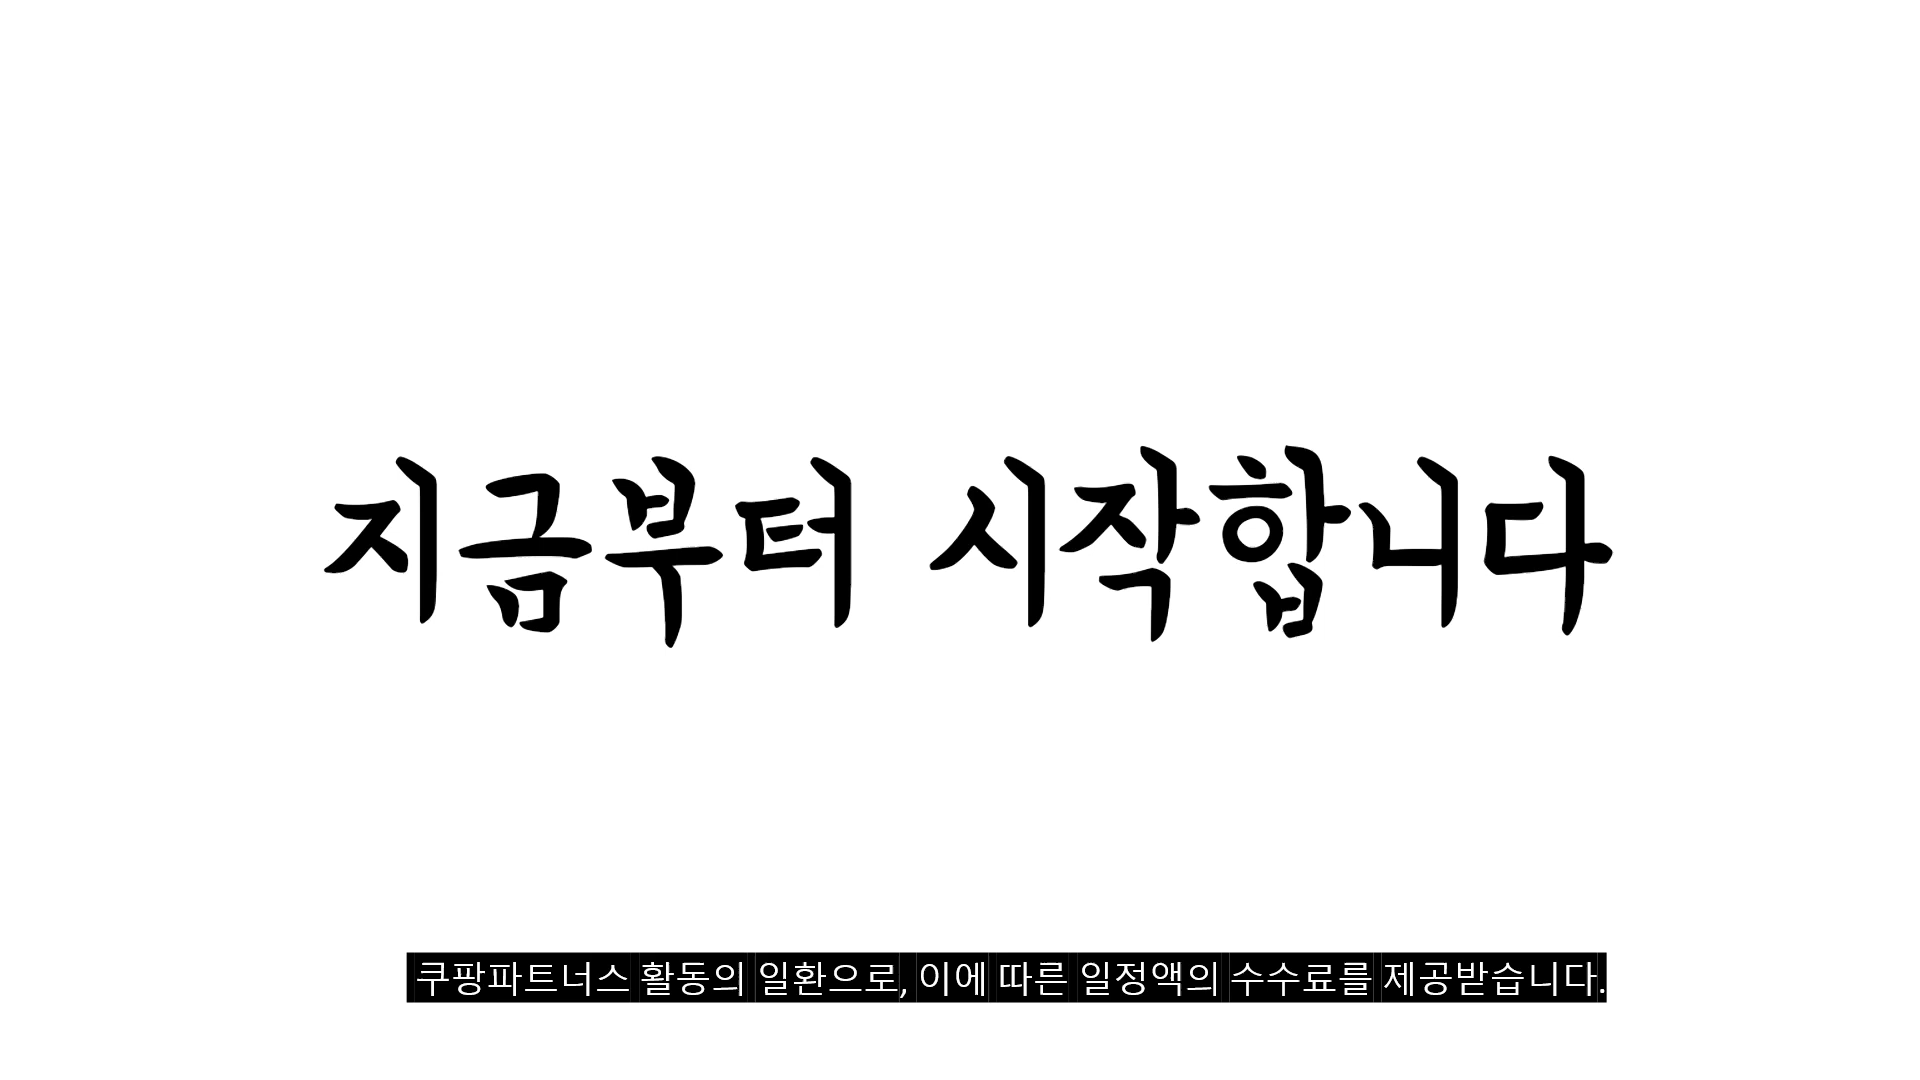 지금부터 시작합니다
쿠팡파트너스 활동의 일환으로, 이에 따른 일정액의 수수료를 제공받습니다.